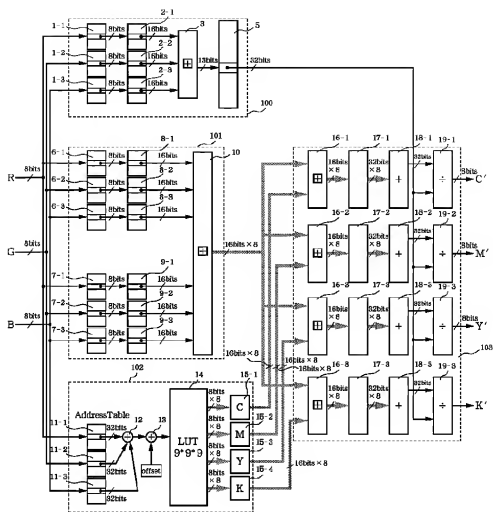 2-1
3
5
1-1
8bits
16bits
1-2
2-2
8bits
16bits
13bits
32bits
1-3
2-3
8bits
16bits
100
101
6-1
8-1
10
8bits
16bits
R
8bits
6-2
8-2
8bits
16bits
6-3
8-3
8bits
16bits
G
8bits
16bits×8
7-1
9-1
8bits
16bits
7-2
9-2
8bits
16bits
B
8bits
7-3
9-3
8bits
16bits
16-1
17-1
18-1
19-1
16bits
×8
32bits
×8
32bits
8bits
C'
16-2
17-2
18-2
19-2
16bits
×8
32bits
×8
32bits
8bits
M'
16-3
17-3
18-3
19-3
16bits
×8
32bits
×8
32bits
8bits
Y'
103
16-3
17-3
18-3
19-3
16bits
×8
32bits
×8
32bits
8bits
K'
16bits×8
16bits×8
16bits×8
16bits×8
102
AddressTable
11-1
32bits
12
13
14
11-2
32bits
11-3
32bits
offset
LUT
9*9*9
8bits
×8
15-1
C
8bits
×8
15-2
M
8bits
×8
15-3
Y
8bits
×8
15-4
K